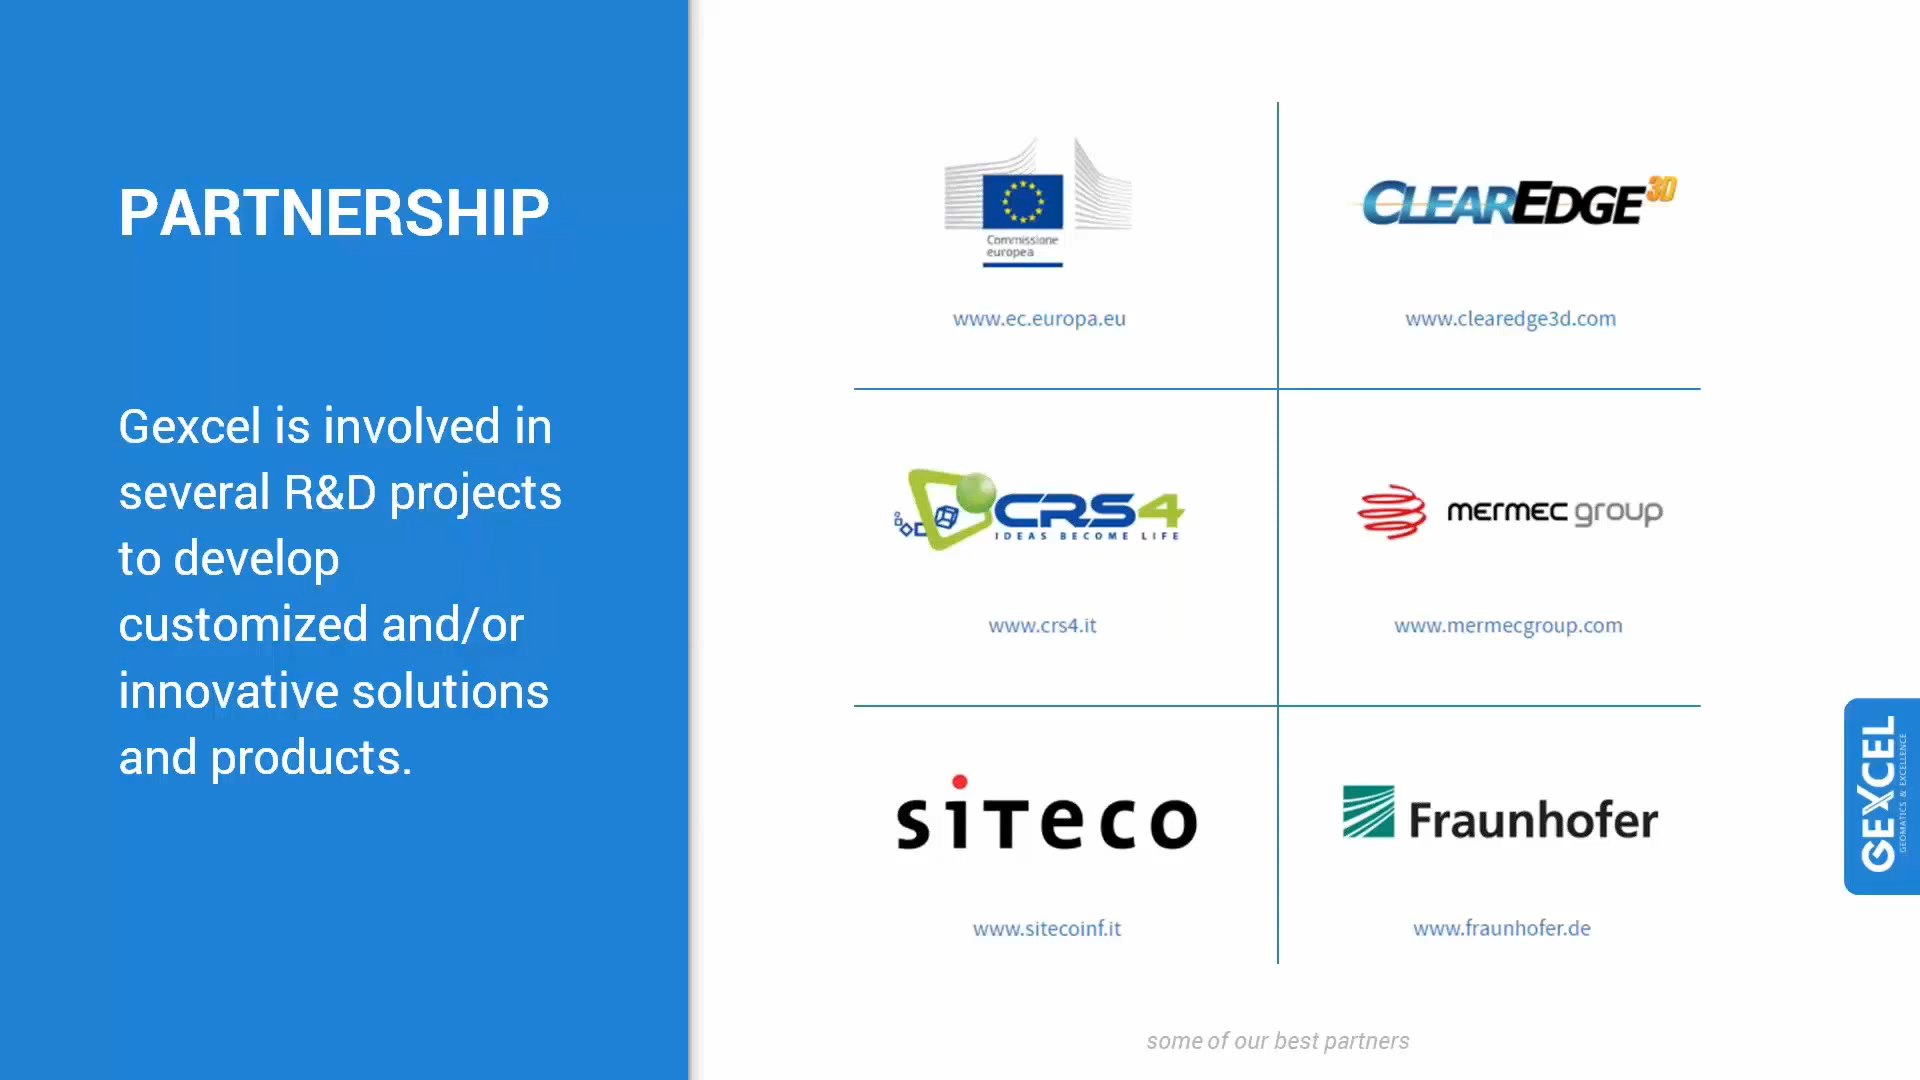 PARTNERSHIP
Gexcel is involved in
several R&D projects
to develop
customized and/or
innovative solutions
and products.
Commissione
europea
www.ec.europa.eu
CLEAREDGE3D
www.clearedge3d.com
CRS4
IDEAS BECOME LIFE
www.crs4.it
mermec group
www.mermecgroup.com
siteco
www.sitecoinf.it
Fraunhofer
www.fraunhofer.de
some of our best partners
GEXCEL
GEOMATICS & EXCELLENCE